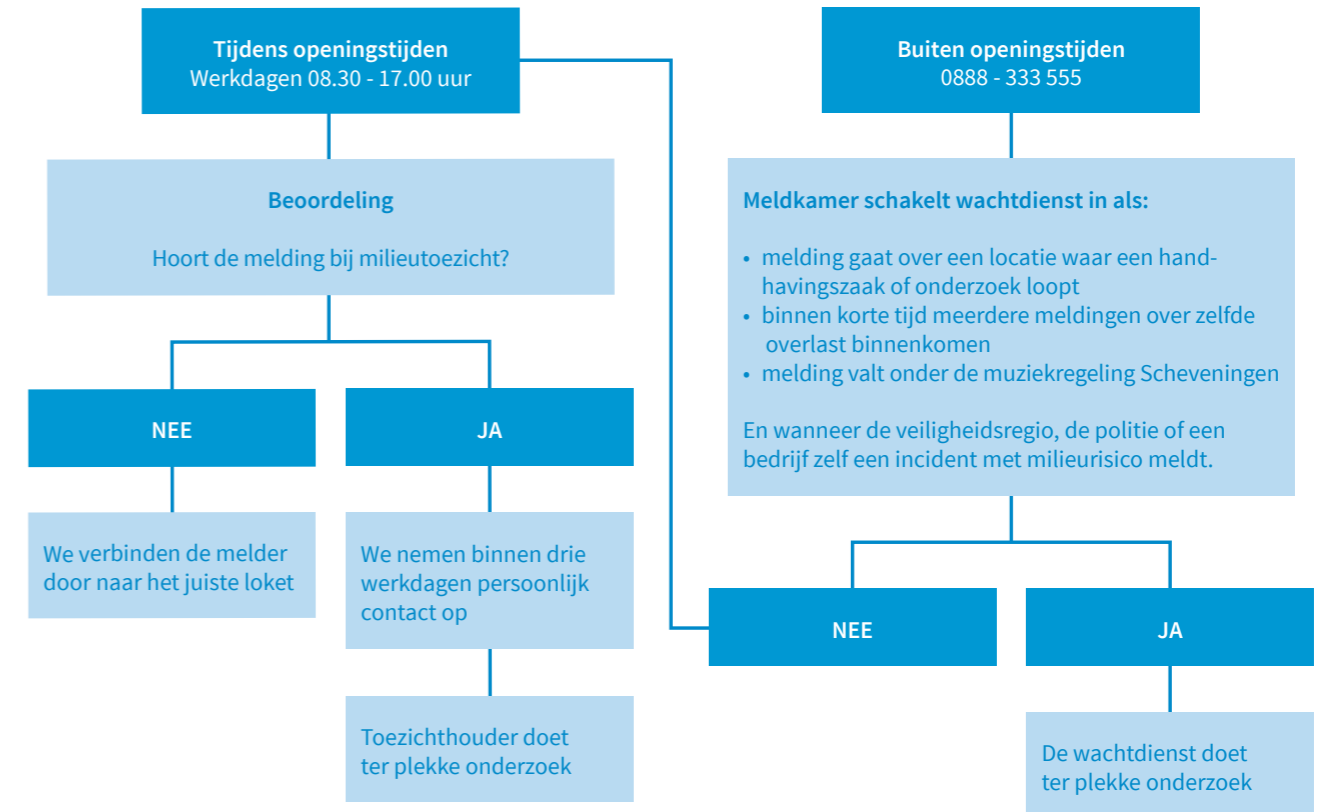 Tijdens openingstijden
Werkdagen 08.30 - 17.00 uur
Beoordeling
Hoort de melding bij milieutoezicht?
NEE
We verbinden de melder
door naar het juiste loket
JA
We nemen binnen drie
werkdagen persoonlijk
contact op
Toezichthouder doet
ter plekke onderzoek
Buiten openingstijden
0888 - 333 555
Meldkamer schakelt wachtdienst in als:
• melding gaat over een locatie waar een hand-
havingszaak of onderzoek loopt
• binnen korte tijd meerdere meldingen over zelfde
overlast binnenkomen
• melding valt onder de muziekregeling Scheveningen
En wanneer de veiligheidsregio, de politie of een
bedrijf zelf een incident met milieurisico meldt.
NEE
JA
De wachtdienst doet
ter plekke onderzoek